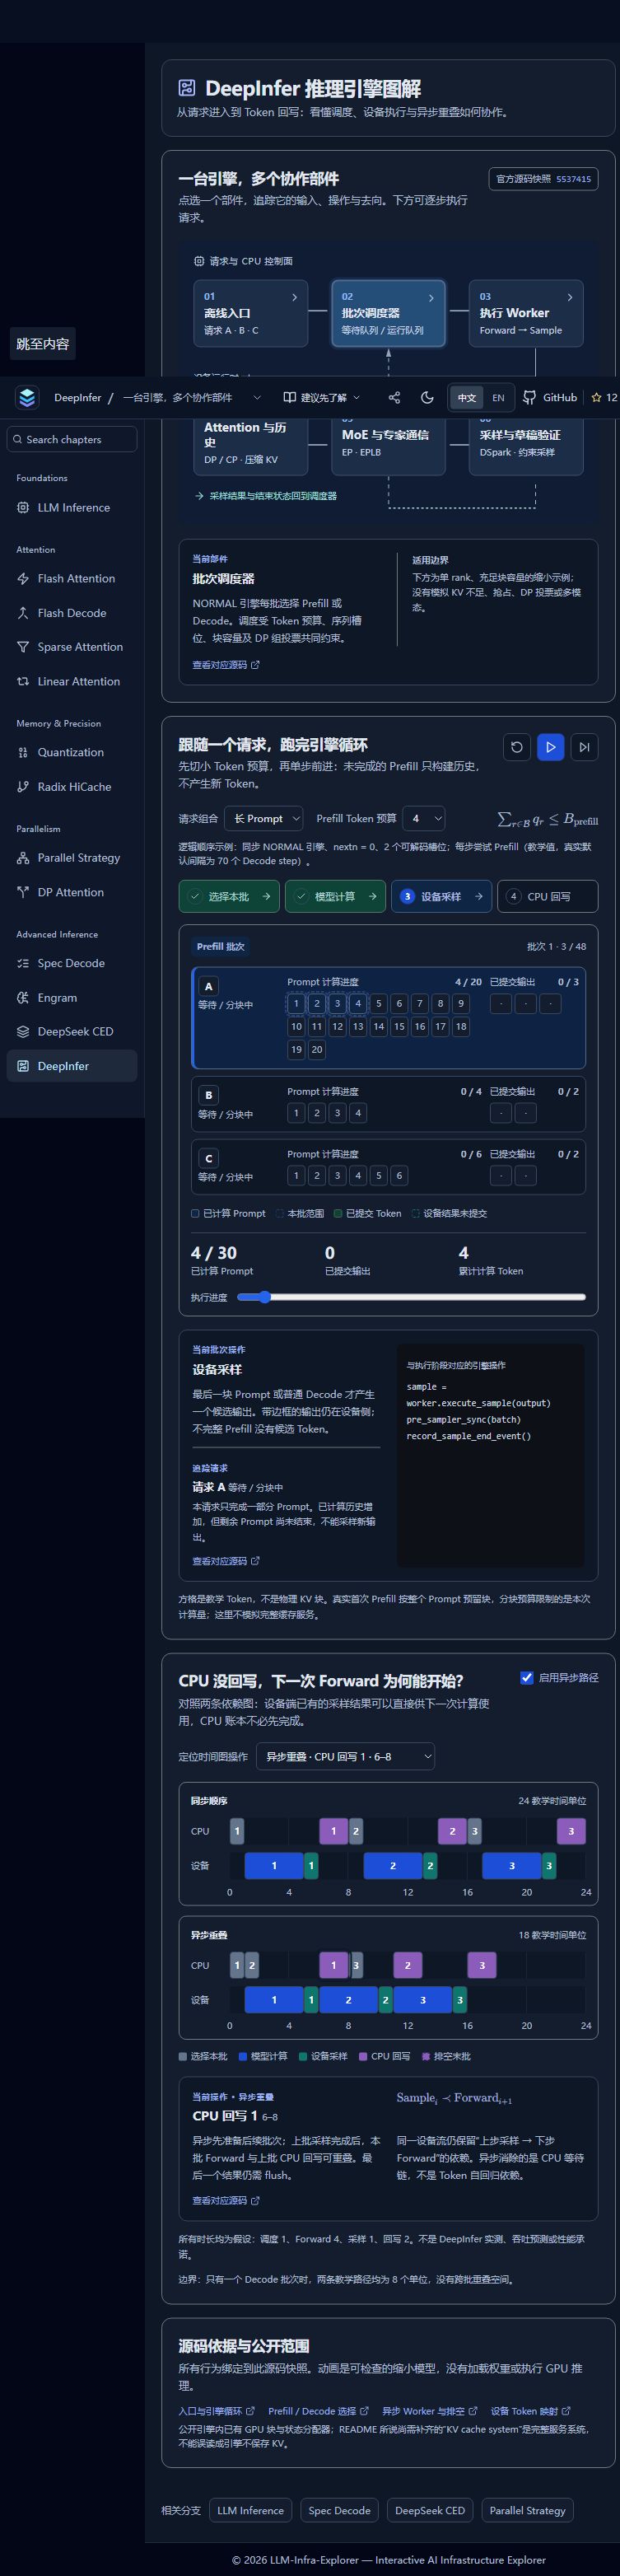 DeepInfer 推理引擎图解
从请求进入到 Token 回写：看懂调度、设备执行与异步重叠如何协作。
一台引擎，多个协作部件
官方源码快照 5537415
点选一个部件，追踪它的输入、操作与去向。下方可逐步执行
请求。
请求与 CPU 控制面
01
离线入口
请求 A · B · C
02
批次调度器
等待队列 / 运行队列
03
执行 Worker
Forward → Sample
跳至内容
DeepInfer / 一台引擎，多个协作部件
建议先了解
中文
EN
GitHub
12
Search chapters
Foundations
LLM Inference
Attention
Flash Attention
Flash Decode
Sparse Attention
Linear Attention
Memory & Precision
Quantization
Radix HiCache
Parallelism
Parallel Strategy
DP Attention
Advanced Inference
Spec Decode
Engram
DeepSeek CED
DeepInfer
Attention 与历
史
DP / CP · 压缩 KV
MoE 与专家通信
EP · EPLB
采样与草稿验证
DSpark · 约束采样
→ 采样结果与结束状态回到调度器
当前部件
批次调度器
NORMAL 引擎每批选择 Prefill 或
Decode。调度受 Token 预算、序列槽
位、块容量及 DP 组投票共同约束。
查看对应源码
适用边界
下方为单 rank、充足块容量的缩小示例；
没有模拟 KV 不足、抢占、DP 投票或多模
态。
跟随一个请求，跑完引擎循环
先切小 Token 预算，再单步前进：未完成的 Prefill 只构建历史，
不产生新 Token。
请求组合 长 Prompt Prefill Token 预算 4
∑_{r∈B} q_r ≤ B_prefill
逻辑顺序示例：同步 NORMAL 引擎、nextn = 0、2 个可解码槽位；每步尝试 Prefill（教学值，真实默
认间隔为 70 个 Decode step）。
选择本批 →
模型计算 →
3 设备采样 →
4 CPU 回写
Prefill 批次
批次 1 · 3 / 48
A
等待 / 分块中
Prompt 计算进度 4 / 20
已提交输出 0 / 3
1 2 3 4 5 6 7 8 9 · · ·
10 11 12 13 14 15 16 17 18
19 20
B
等待 / 分块中
Prompt 计算进度 0 / 4
已提交输出 0 / 2
1 2 3 4 · ·
C
等待 / 分块中
Prompt 计算进度 0 / 6
已提交输出 0 / 2
1 2 3 4 5 6 · ·
已计算 Prompt 本批范围 已提交 Token 设备结果未提交
4 / 30
已计算 Prompt
0
已提交输出
4
累计计算 Token
执行进度
当前批次操作
设备采样
最后一块 Prompt 或普通 Decode 才产生
一个候选输出。带边框的输出仍在设备侧；
不完整 Prefill 没有候选 Token。
追踪请求
请求 A 等待 / 分块中
本请求只完成一部分 Prompt。已计算历史增
加，但剩余 Prompt 尚未结束，不能采样新输
出。
查看对应源码
与执行阶段对应的引擎操作
sample =
worker.execute_sample(output)
pre_sampler_sync(batch)
record_sample_end_event()
方格是教学 Token，不是物理 KV 块。真实首次 Prefill 按整个 Prompt 预留块，分块预算限制的是本次
计算量；这里不模拟完整缓存服务。
CPU 没回写，下一次 Forward 为何能开始？
启用异步路径
对照两条依赖图：设备端已有的采样结果可以直接供下一次计算使
用，CPU 账本不必先完成。
定位时间图操作 异步重叠 · CPU 回写 1 · 6–8
同步顺序
24 教学时间单位
CPU 1 1 2 2 3 3
设备 1 1 2 2 3 3
0 4 8 12 16 20 24
异步重叠
18 教学时间单位
CPU 1 2 1 3 2 3
设备 1 1 2 2 3 3
0 4 8 12 16 20 24
选择本批 模型计算 设备采样 CPU 回写 排空末批
当前操作 · 异步重叠
CPU 回写 1 6–8
异步先准备后续批次；上批采样完成后，本
批 Forward 与上批 CPU 回写可重叠。最
后一个结果仍需 flush。
查看对应源码
Sample_i ≺ Forward_{i+1}
同一设备流仍保留“上步采样 → 下步
Forward”的依赖。异步消除的是 CPU 等待
链，不是 Token 自回归依赖。
所有时长均为假设：调度 1、Forward 4、采样 1、回写 2。不是 DeepInfer 实测、吞吐预测或性能承
诺。
边界：只有一个 Decode 批次时，两条教学路径均为 8 个单位，没有跨批重叠空间。
源码依据与公开范围
所有行为绑定到此源码快照。动画是可检查的缩小模型，没有加载权重或执行 GPU 推
理。
入口与引擎循环 Prefill / Decode 选择 异步 Worker 与排空 设备 Token 映射
公开引擎内已有 GPU 块与状态分配器；README 所说尚需补齐的“KV cache system”是完整服务系统，
不能误读成引擎不保存 KV。
相关分支 LLM Inference Spec Decode DeepSeek CED Parallel Strategy
© 2026 LLM-Infra-Explorer — Interactive AI Infrastructure Explorer